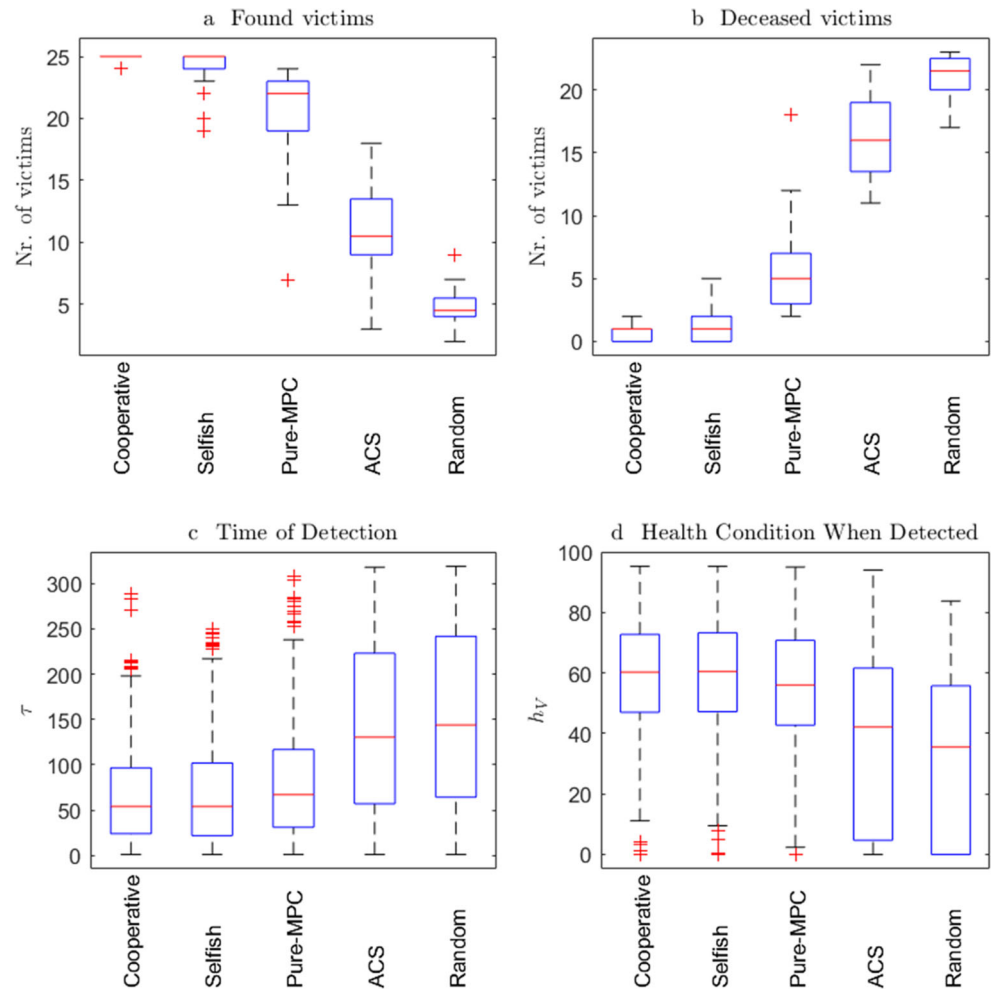 a Found victims
Nr. of victims
25
20
15
10
5
Cooperative
Selfish
Pure-MPC
ACS
Random
b Deceased victims
Nr. of victims
20
15
10
5
0
Cooperative
Selfish
Pure-MPC
ACS
Random
c Time of Detection
τ
300
250
200
150
100
50
0
Cooperative
Selfish
Pure-MPC
ACS
Random
d Health Condition When Detected
hV
100
80
60
40
20
0
Cooperative
Selfish
Pure-MPC
ACS
Random